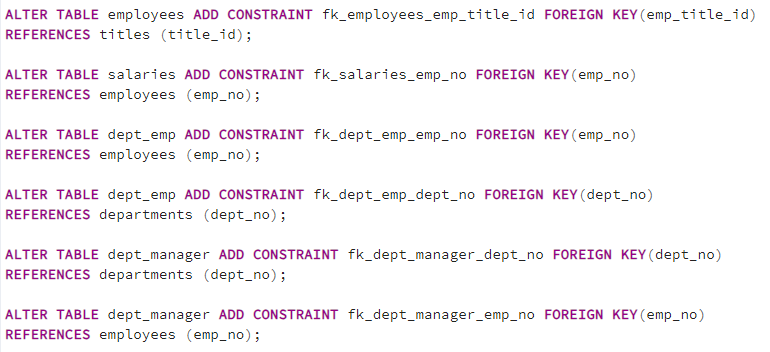 ALTER TABLE employees ADD CONSTRAINT fk_employees_emp_title_id FOREIGN KEY(emp_title_id)
REFERENCES titles (title_id);
ALTER TABLE salaries ADD CONSTRAINT fk_salaries_emp_no FOREIGN KEY(emp_no)
REFERENCES employees (emp_no);
ALTER TABLE dept_emp ADD CONSTRAINT fk_dept_emp_emp_no FOREIGN KEY(emp_no)
REFERENCES employees (emp_no);
ALTER TABLE dept_emp ADD CONSTRAINT fk_dept_emp_dept_no FOREIGN KEY(dept_no)
REFERENCES departments (dept_no);
ALTER TABLE dept_manager ADD CONSTRAINT fk_dept_manager_dept_no FOREIGN KEY(dept_no)
REFERENCES departments (dept_no);
ALTER TABLE dept_manager ADD CONSTRAINT fk_dept_manager_emp_no FOREIGN KEY(emp_no)
REFERENCES employees (emp_no);